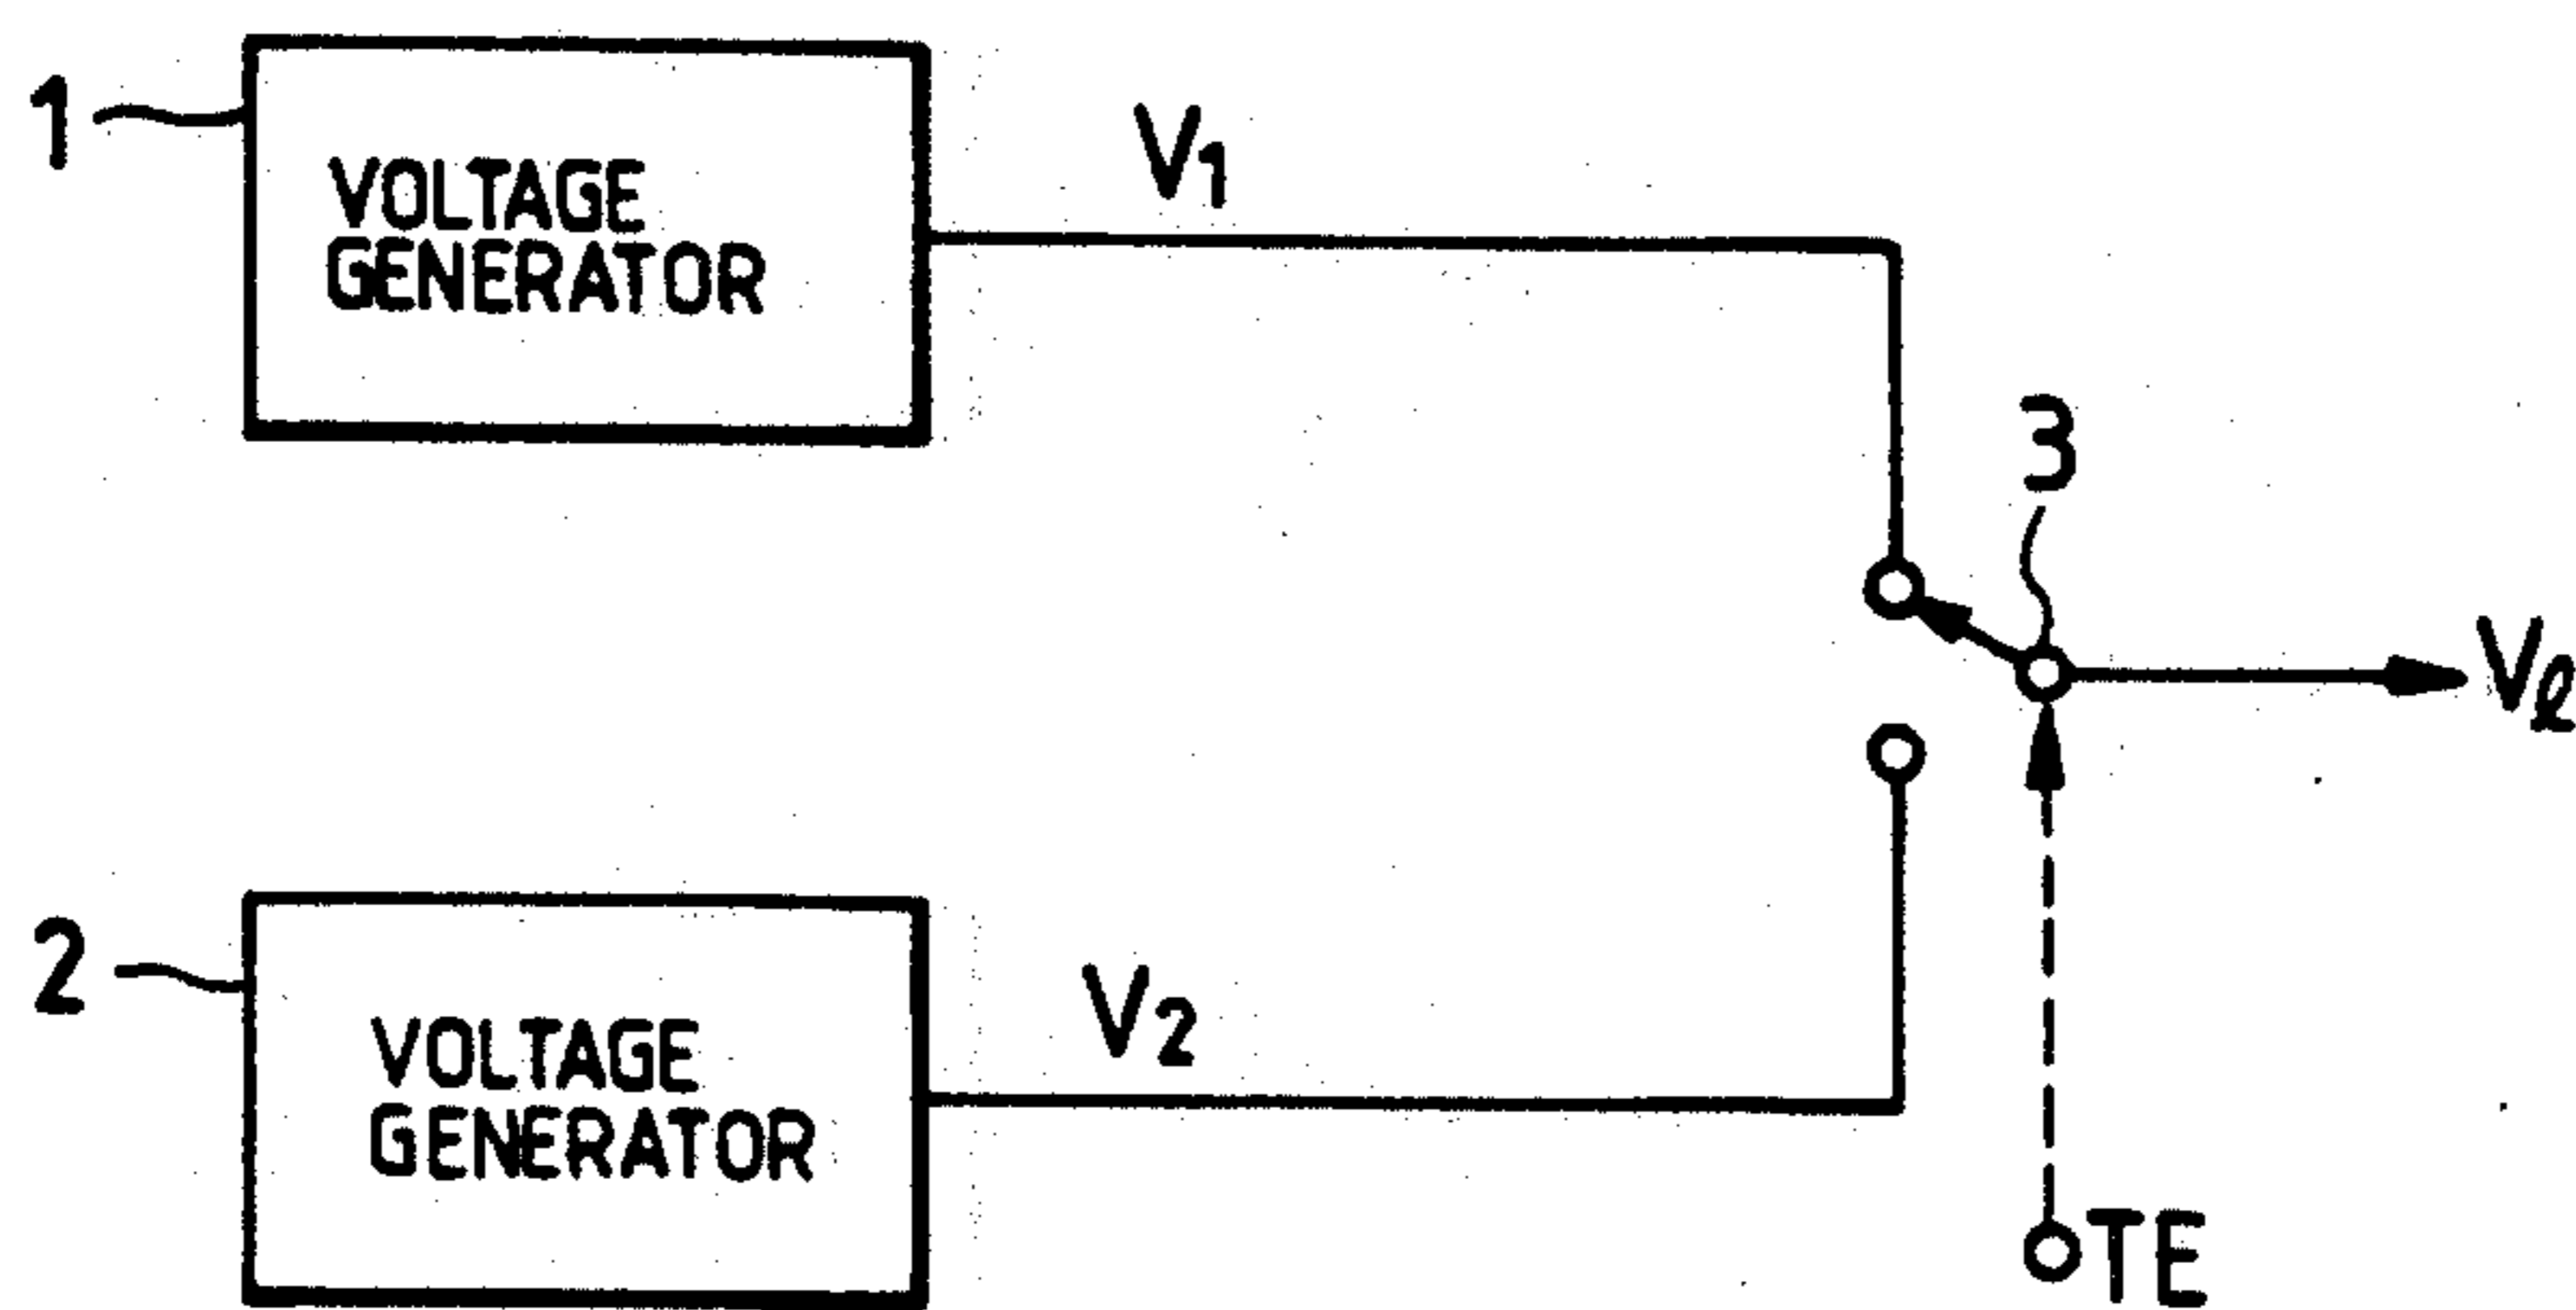 1
VOLTAGE
GENERATOR
V1
3
Vℓ
2
VOLTAGE
GENERATOR
V2
TE